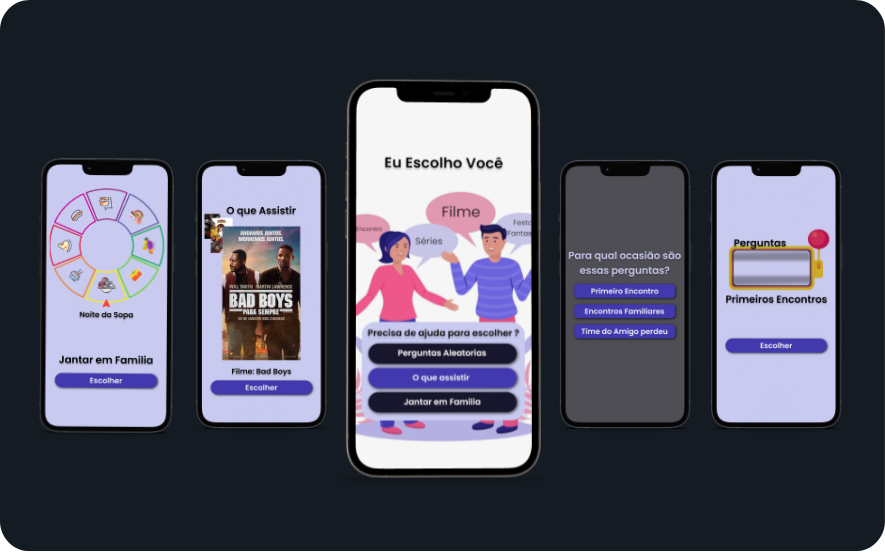 Noite da Sopa
Jantar em Familia
Escolher
O que Assistir
ANDAMOS JUNTOS.
MORREMOS JUNTOS.
WILL SMITH MARTIN LAWRENCE
BAD BOYS
PARA SEMPRE
Filme: Bad Boys
Escolher
Eu Escolho Você
Encontro
Séries
Filme
Festa
Fantas
Precisa de ajuda para escolher ?
Perguntas Aleatorias
O que assistir
Jantar em Familia
Para qual ocasião são
essas perguntas?
Primeiro Encontro
Encontros Familiares
Time do Amigo perdeu
Perguntas
Primeiros Encontros
Escolher